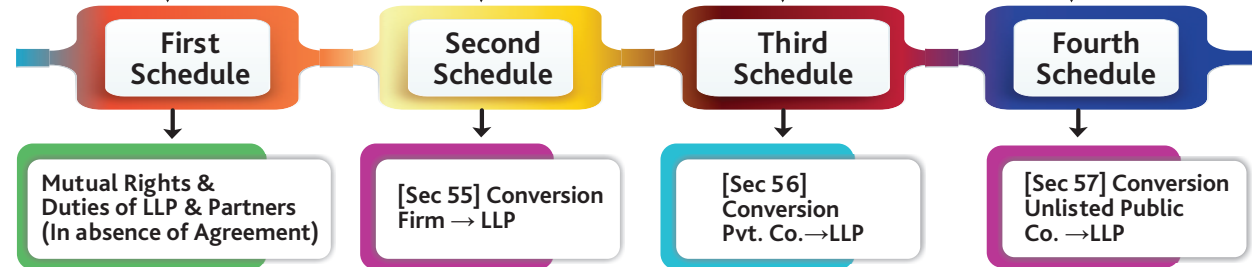 First
Schedule
Second
Schedule
Third
Schedule
Fourth
Schedule
Mutual Rights &
Duties of LLP & Partners
(In absence of Agreement)
[Sec 55] Conversion
Firm → LLP
[Sec 56]
Conversion
Pvt. Co.→LLP
[Sec 57] Conversion
Unlisted Public
Co. →LLP